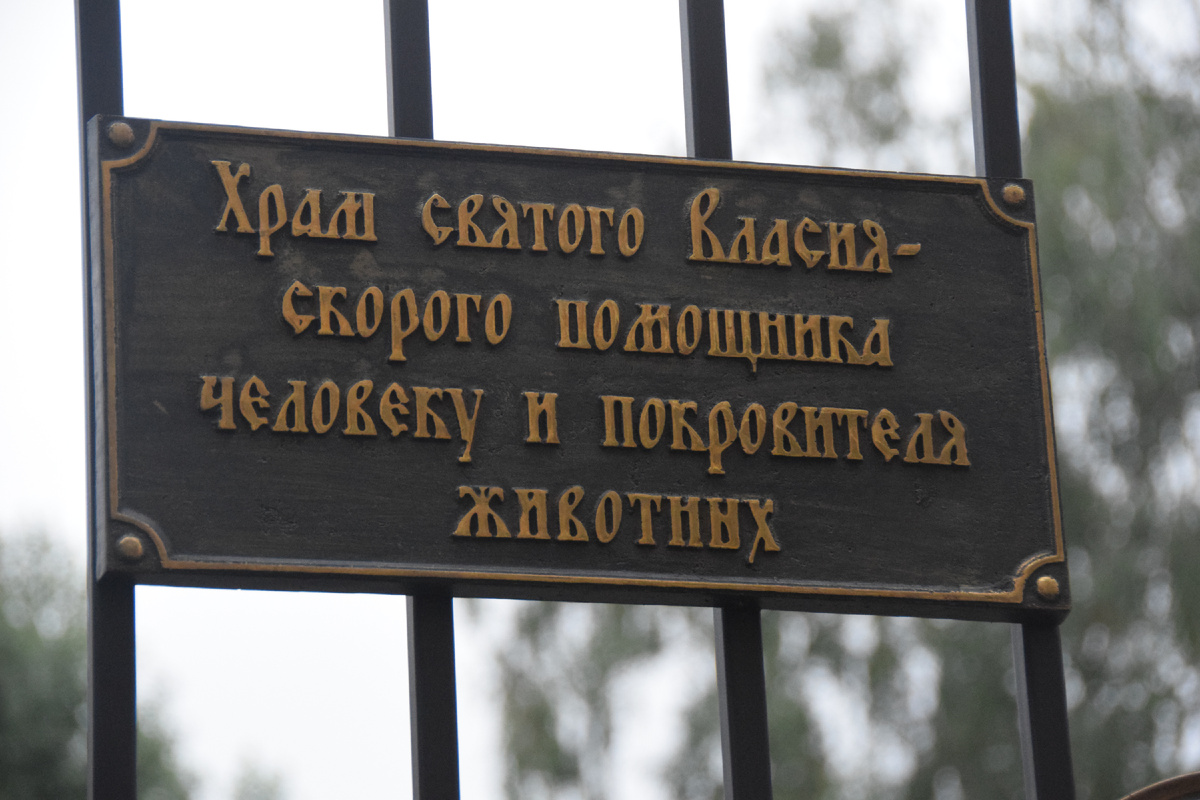 Храм святого Власия-
скорого помощника
человеку и покровителя
животных